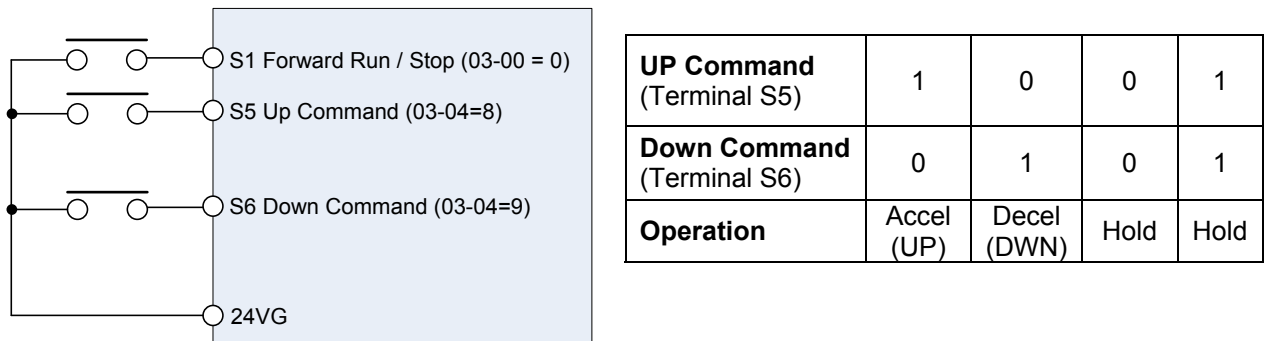 S1 Forward Run / Stop (03-00 = 0)
S5 Up Command (03-04=8)
S6 Down Command (03-04=9)
24VG
UP Command
(Terminal S5)
1 0 0 1
Down Command
(Terminal S6)
0 1 0 1
Operation
Accel
(UP)
Decel
(DWN)
Hold Hold